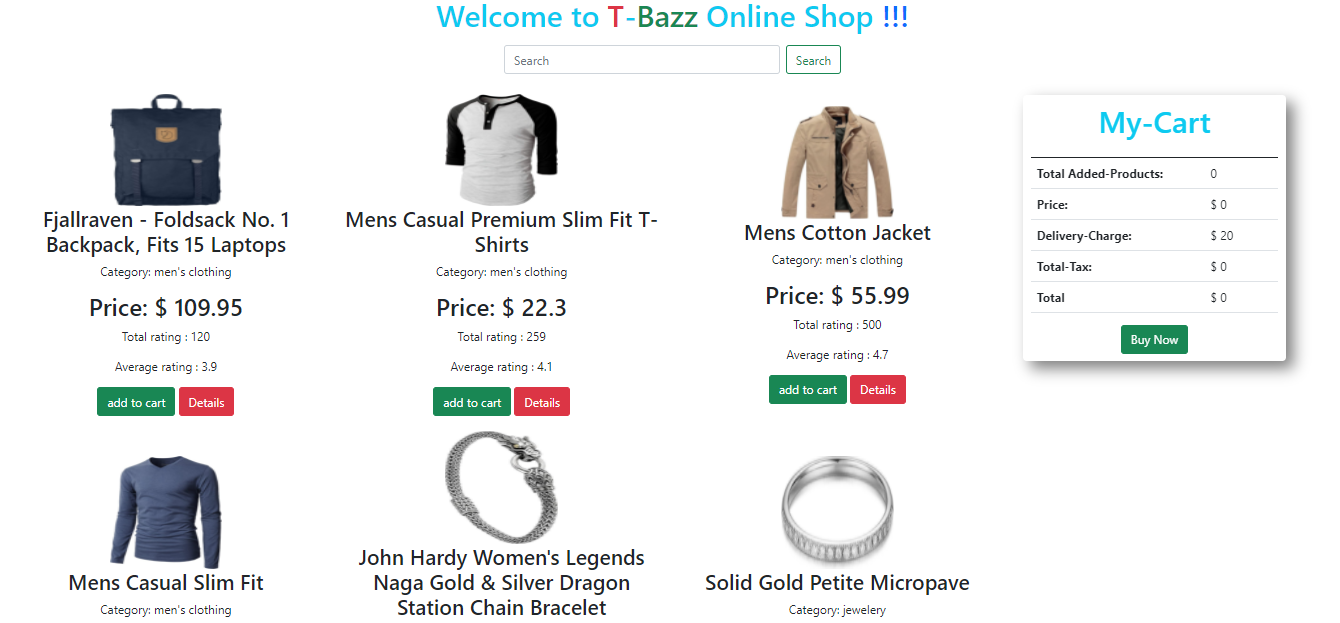 Welcome to T-Bazz Online Shop !!!
Search Search
Fjallraven - Foldsack No. 1
Backpack, Fits 15 Laptops
Category: men's clothing
Price: $ 109.95
Total rating : 120
Average rating : 3.9
add to cart Details
Mens Casual Premium Slim Fit T-
Shirts
Category: men's clothing
Price: $ 22.3
Total rating : 259
Average rating : 4.1
add to cart Details
Mens Cotton Jacket
Category: men's clothing
Price: $ 55.99
Total rating : 500
Average rating : 4.7
add to cart Details
My-Cart
Total Added-Products: 0
Price: $ 0
Delivery-Charge: $ 20
Total-Tax: $ 0
Total $ 0
Buy Now
Mens Casual Slim Fit
Category: men's clothing
John Hardy Women's Legends
Naga Gold & Silver Dragon
Station Chain Bracelet
Solid Gold Petite Micropave
Category: jewelery